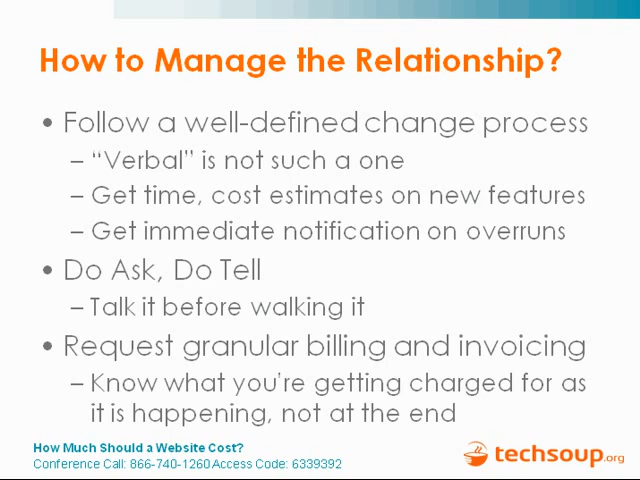 How to Manage the Relationship?
• Follow a well-defined change process
– “Verbal” is not such a one
– Get time, cost estimates on new features
– Get immediate notification on overruns
• Do Ask, Do Tell
– Talk it before walking it
• Request granular billing and invoicing
– Know what you're getting charged for as
it is happening, not at the end
How Much Should a Website Cost?
Conference Call: 866-740-1260 Access Code: 6339392
techsoup.org